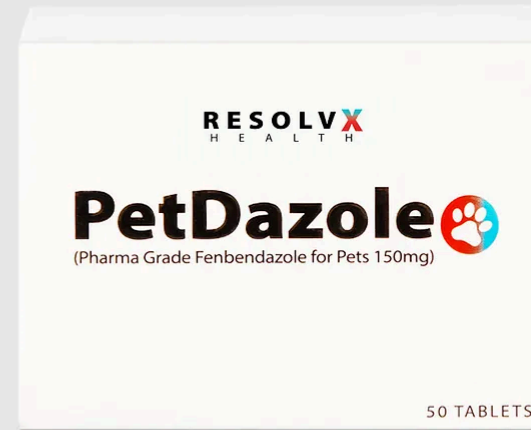 RESOLVX
HEALTH
PetDazole
(Pharma Grade Fenbendazole for Pets 150mg)
50 TABLETS